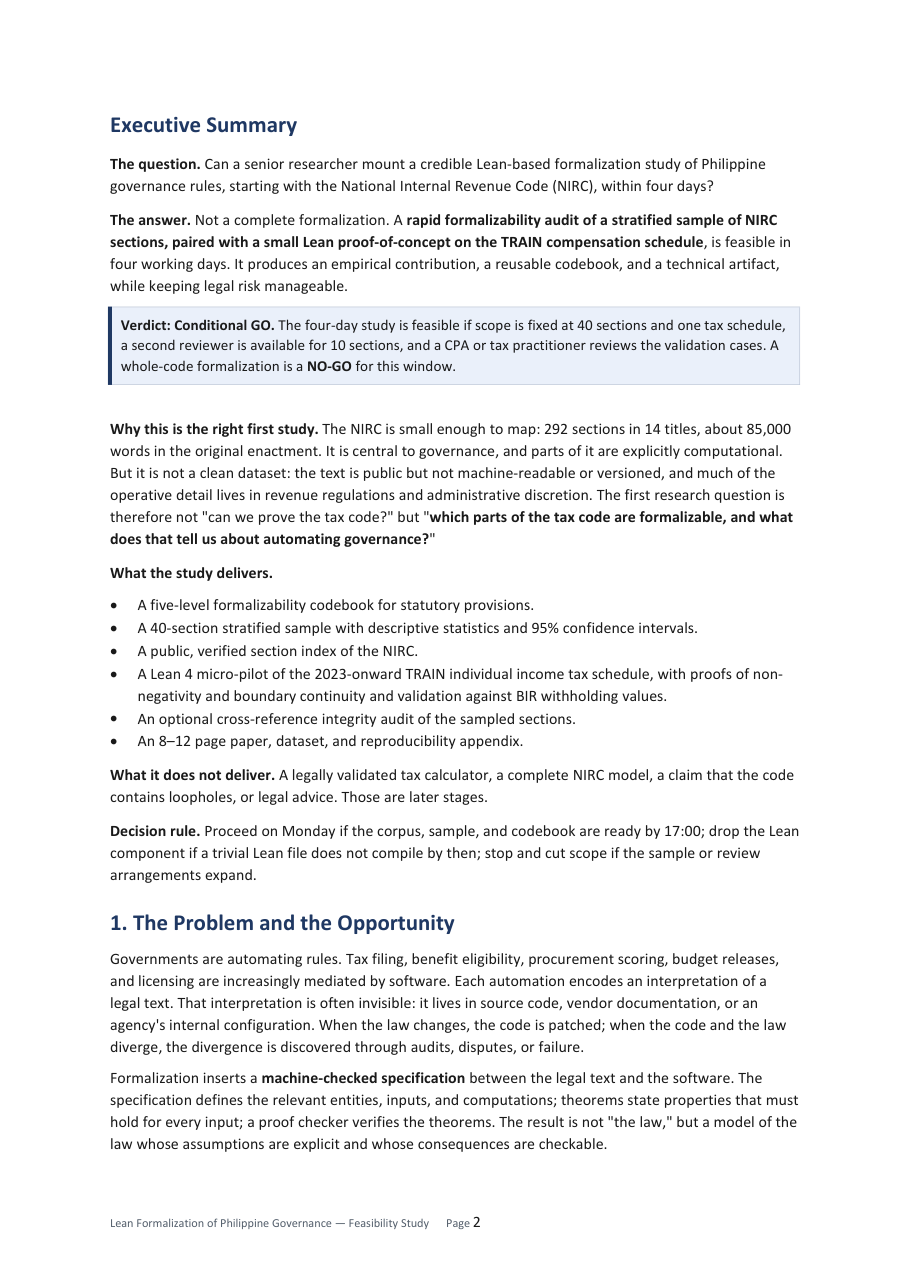 Executive Summary
The question. Can a senior researcher mount a credible Lean-based formalization study of Philippine
governance rules, starting with the National Internal Revenue Code (NIRC), within four days?
The answer. Not a complete formalization. A rapid formalizability audit of a stratified sample of NIRC
sections, paired with a small Lean proof-of-concept on the TRAIN compensation schedule, is feasible in
four working days. It produces an empirical contribution, a reusable codebook, and a technical artifact,
while keeping legal risk manageable.
Verdict: Conditional GO. The four-day study is feasible if scope is fixed at 40 sections and one tax schedule,
a second reviewer is available for 10 sections, and a CPA or tax practitioner reviews the validation cases. A
whole-code formalization is a NO-GO for this window.
Why this is the right first study. The NIRC is small enough to map: 292 sections in 14 titles, about 85,000
words in the original enactment. It is central to governance, and parts of it are explicitly computational.
But it is not a clean dataset: the text is public but not machine-readable or versioned, and much of the
operative detail lives in revenue regulations and administrative discretion. The first research question is
therefore not "can we prove the tax code?" but "which parts of the tax code are formalizable, and what
does that tell us about automating governance?"
What the study delivers.
• A five-level formalizability codebook for statutory provisions.
• A 40-section stratified sample with descriptive statistics and 95% confidence intervals.
• A public, verified section index of the NIRC.
• A Lean 4 micro-pilot of the 2023-onward TRAIN individual income tax schedule, with proofs of non-
negativity and boundary continuity and validation against BIR withholding values.
• An optional cross-reference integrity audit of the sampled sections.
• An 8–12 page paper, dataset, and reproducibility appendix.
What it does not deliver. A legally validated tax calculator, a complete NIRC model, a claim that the code
contains loopholes, or legal advice. Those are later stages.
Decision rule. Proceed on Monday if the corpus, sample, and codebook are ready by 17:00; drop the Lean
component if a trivial Lean file does not compile by then; stop and cut scope if the sample or review
arrangements expand.
1. The Problem and the Opportunity
Governments are automating rules. Tax filing, benefit eligibility, procurement scoring, budget releases,
and licensing are increasingly mediated by software. Each automation encodes an interpretation of a
legal text. That interpretation is often invisible: it lives in source code, vendor documentation, or an
agency's internal configuration. When the law changes, the code is patched; when the code and the law
diverge, the divergence is discovered through audits, disputes, or failure.
Formalization inserts a machine-checked specification between the legal text and the software. The
specification defines the relevant entities, inputs, and computations; theorems state properties that must
hold for every input; a proof checker verifies the theorems. The result is not "the law," but a model of the
law whose assumptions are explicit and whose consequences are checkable.
Lean Formalization of Philippine Governance — Feasibility Study Page 2